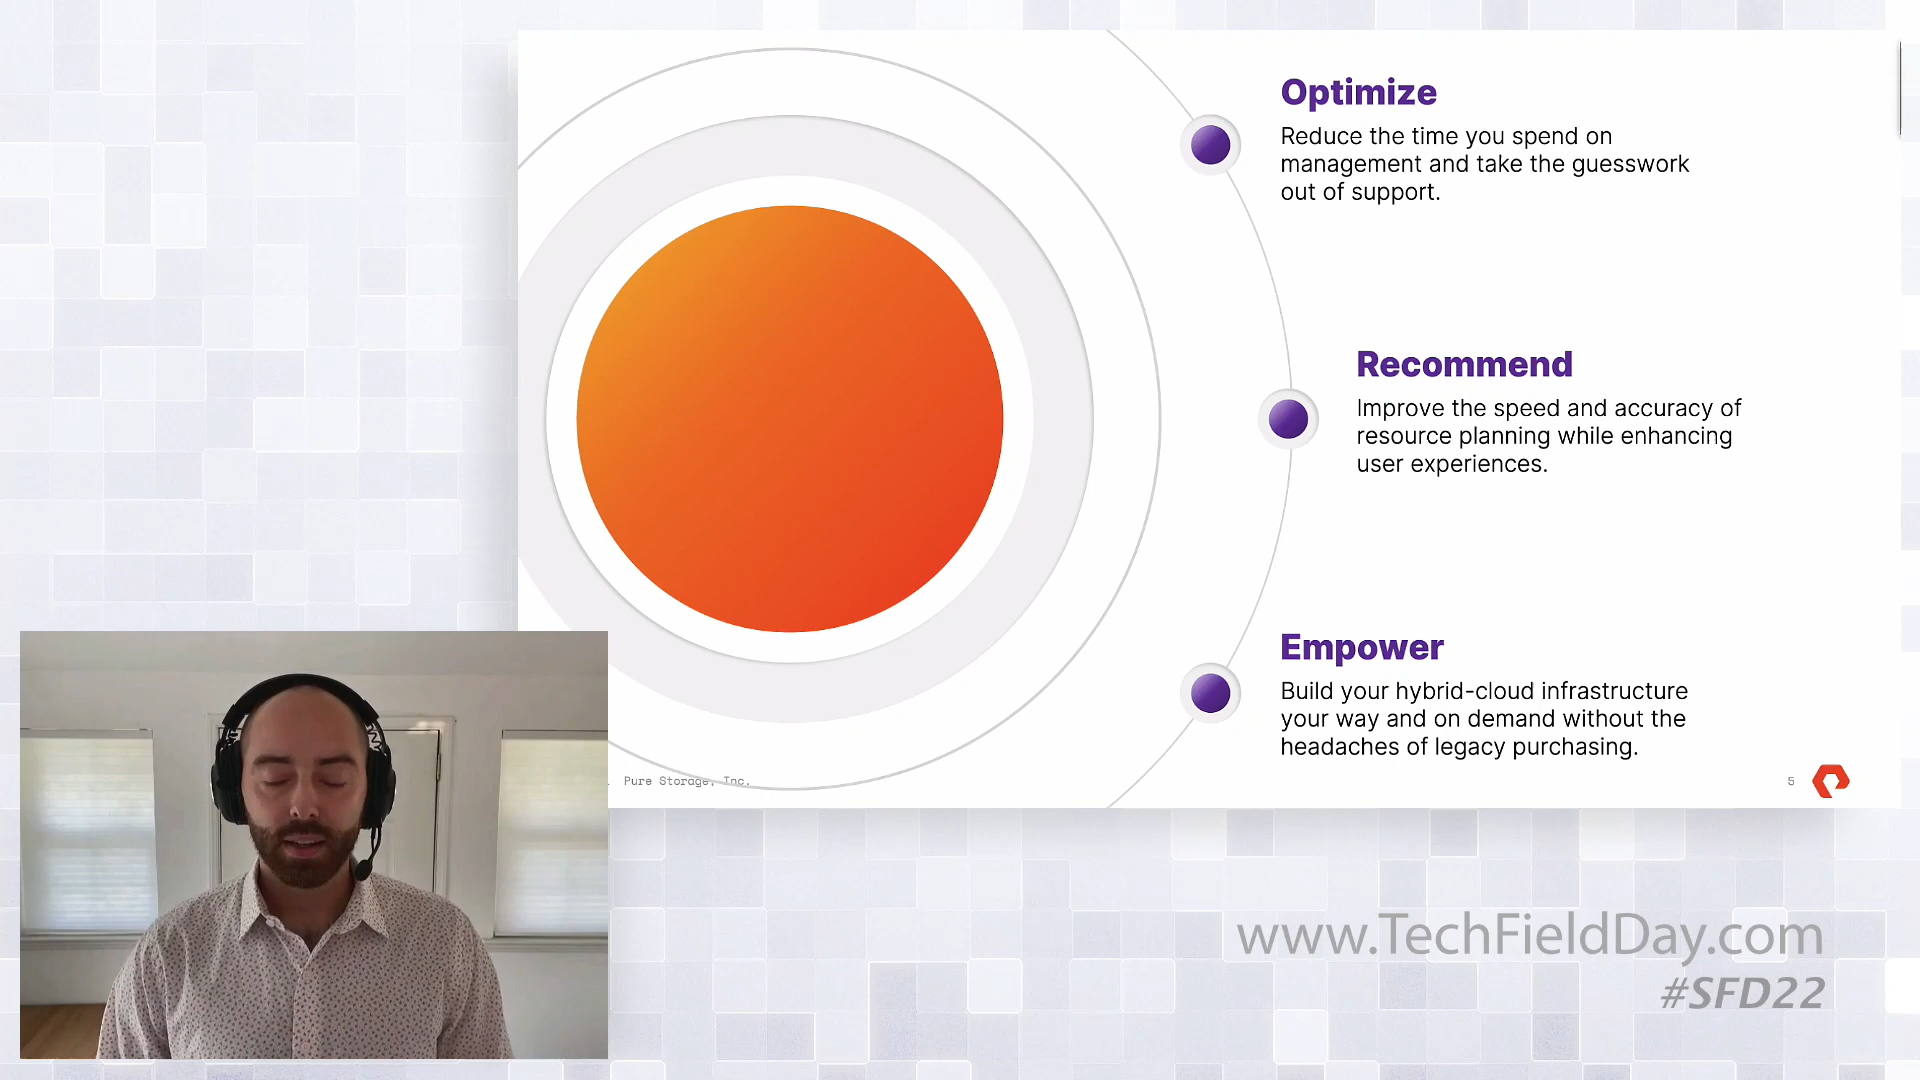 Optimize
Reduce the time you spend on
management and take the guesswork
out of support.
Recommend
Improve the speed and accuracy of
resource planning while enhancing
user experiences.
Empower
Build your hybrid-cloud infrastructure
your way and on demand without the
headaches of legacy purchasing.
Pure Storage, Inc.
5
www.TechFieldDay.com
#SFD22